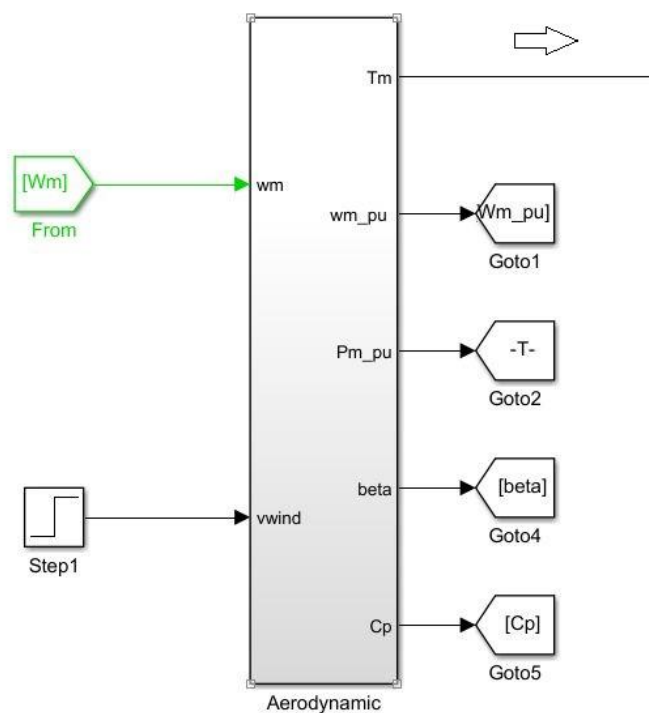 Tm
[Wm]
From
wm
wm_pu
[Wm_pu]
Goto1
Pm_pu
-T-
Goto2
beta
[beta]
Goto4
Step1
vwind
Cp
[Cp]
Goto5
Aerodynamic